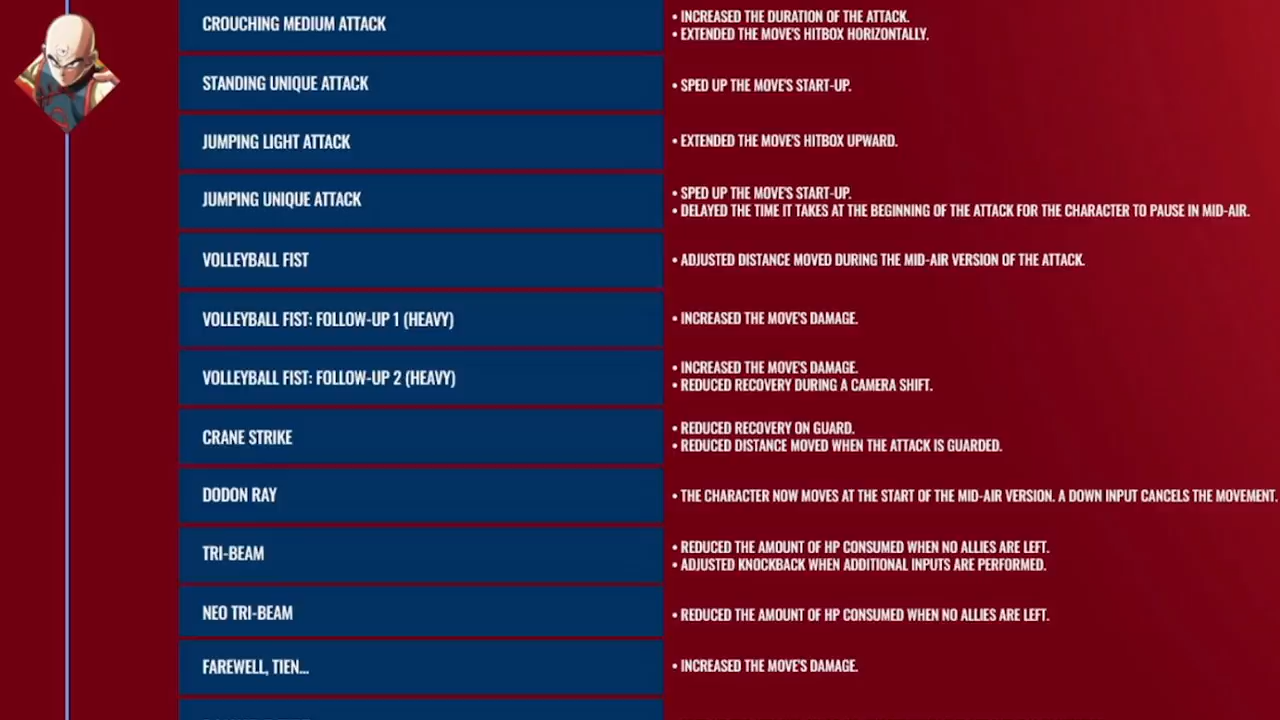 CROUCHING MEDIUM ATTACK
• INCREASED THE DURATION OF THE ATTACK.
• EXTENDED THE MOVE'S HITBOX HORIZONTALLY.
STANDING UNIQUE ATTACK
• SPED UP THE MOVE'S START-UP.
JUMPING LIGHT ATTACK
• EXTENDED THE MOVE'S HITBOX UPWARD.
JUMPING UNIQUE ATTACK
• SPED UP THE MOVE'S START-UP.
• DELAYED THE TIME IT TAKES AT THE BEGINNING OF THE ATTACK FOR THE CHARACTER TO PAUSE IN MID-AIR.
VOLLEYBALL FIST
• ADJUSTED DISTANCE MOVED DURING THE MID-AIR VERSION OF THE ATTACK.
VOLLEYBALL FIST: FOLLOW-UP 1 (HEAVY)
• INCREASED THE MOVE'S DAMAGE.
VOLLEYBALL FIST: FOLLOW-UP 2 (HEAVY)
• INCREASED THE MOVE'S DAMAGE.
• REDUCED RECOVERY DURING A CAMERA SHIFT.
CRANE STRIKE
• REDUCED RECOVERY ON GUARD.
• REDUCED DISTANCE MOVED WHEN THE ATTACK IS GUARDED.
DODON RAY
• THE CHARACTER NOW MOVES AT THE START OF THE MID-AIR VERSION. A DOWN INPUT CANCELS THE MOVEMENT.
TRI-BEAM
• REDUCED THE AMOUNT OF HP CONSUMED WHEN NO ALLIES ARE LEFT.
• ADJUSTED KNOCKBACK WHEN ADDITIONAL INPUTS ARE PERFORMED.
NEO TRI-BEAM
• REDUCED THE AMOUNT OF HP CONSUMED WHEN NO ALLIES ARE LEFT.
FAREWELL, TIEN...
• INCREASED THE MOVE'S DAMAGE.